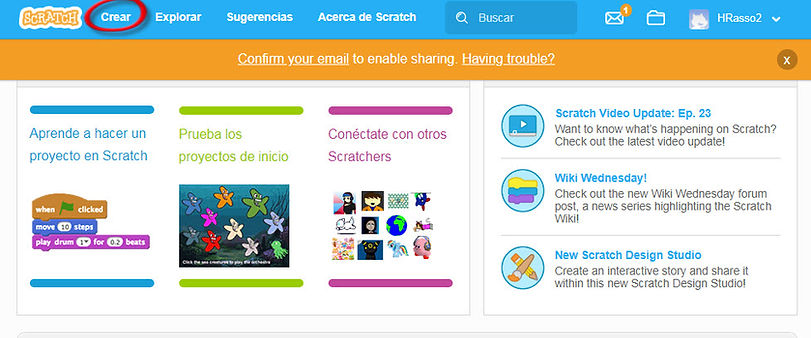 SCRATCH Crear Explorar Sugerencias Acerca de Scratch Buscar 1 HRasso2
Confirm your email to enable sharing. Having trouble? x
Aprende a hacer un
proyecto en Scratch
when clicked
move 10 steps
play drum 1 for 0.2 beats
Prueba los
proyectos de inicio
Click the sea creatures to play the orchestra
Conéctate con otros
Scratchers
Scratch Video Update: Ep. 23
Want to know what's happening on Scratch?
Check out the latest video update!
Wiki Wednesday!
Check out the new Wiki Wednesday forum
post, a news series highlighting the Scratch
Wiki!
New Scratch Design Studio
Create an interactive story and share it
within this new Scratch Design Studio!